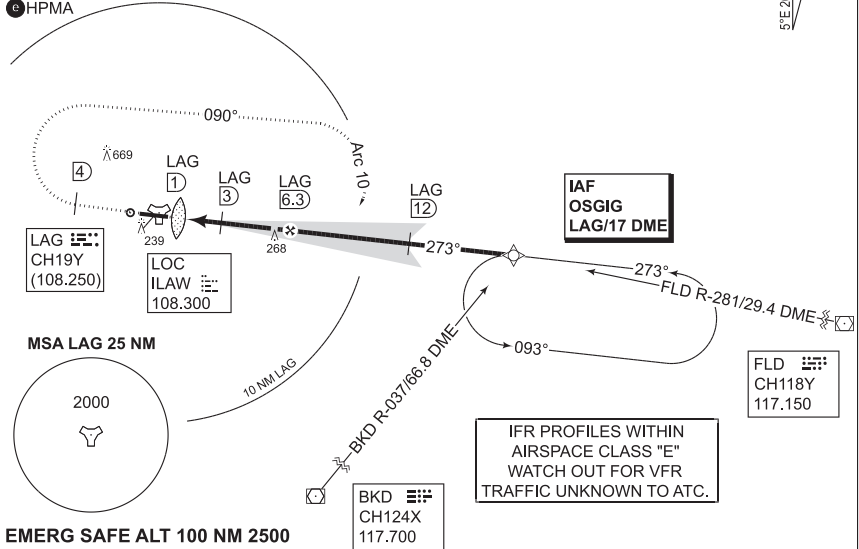 e HPMA
5°E 2
090°
669
4
LAG
1
LAG
3
LAG
6.3
Arc 10
LAG
12
IAF
OSGIG
LAG/17 DME
239
268
273°
273°
FLD R-281/29.4 DME
LAG
CH19Y
(108.250)
LOC
ILAW
108.300
093°
MSA LAG 25 NM
2000
10 NM LAG
BKD R-037/66.8 DME
FLD
CH118Y
117.150
IFR PROFILES WITHIN
AIRSPACE CLASS "E"
WATCH OUT FOR VFR
TRAFFIC UNKNOWN TO ATC.
BKD
CH124X
117.700
EMERG SAFE ALT 100 NM 2500